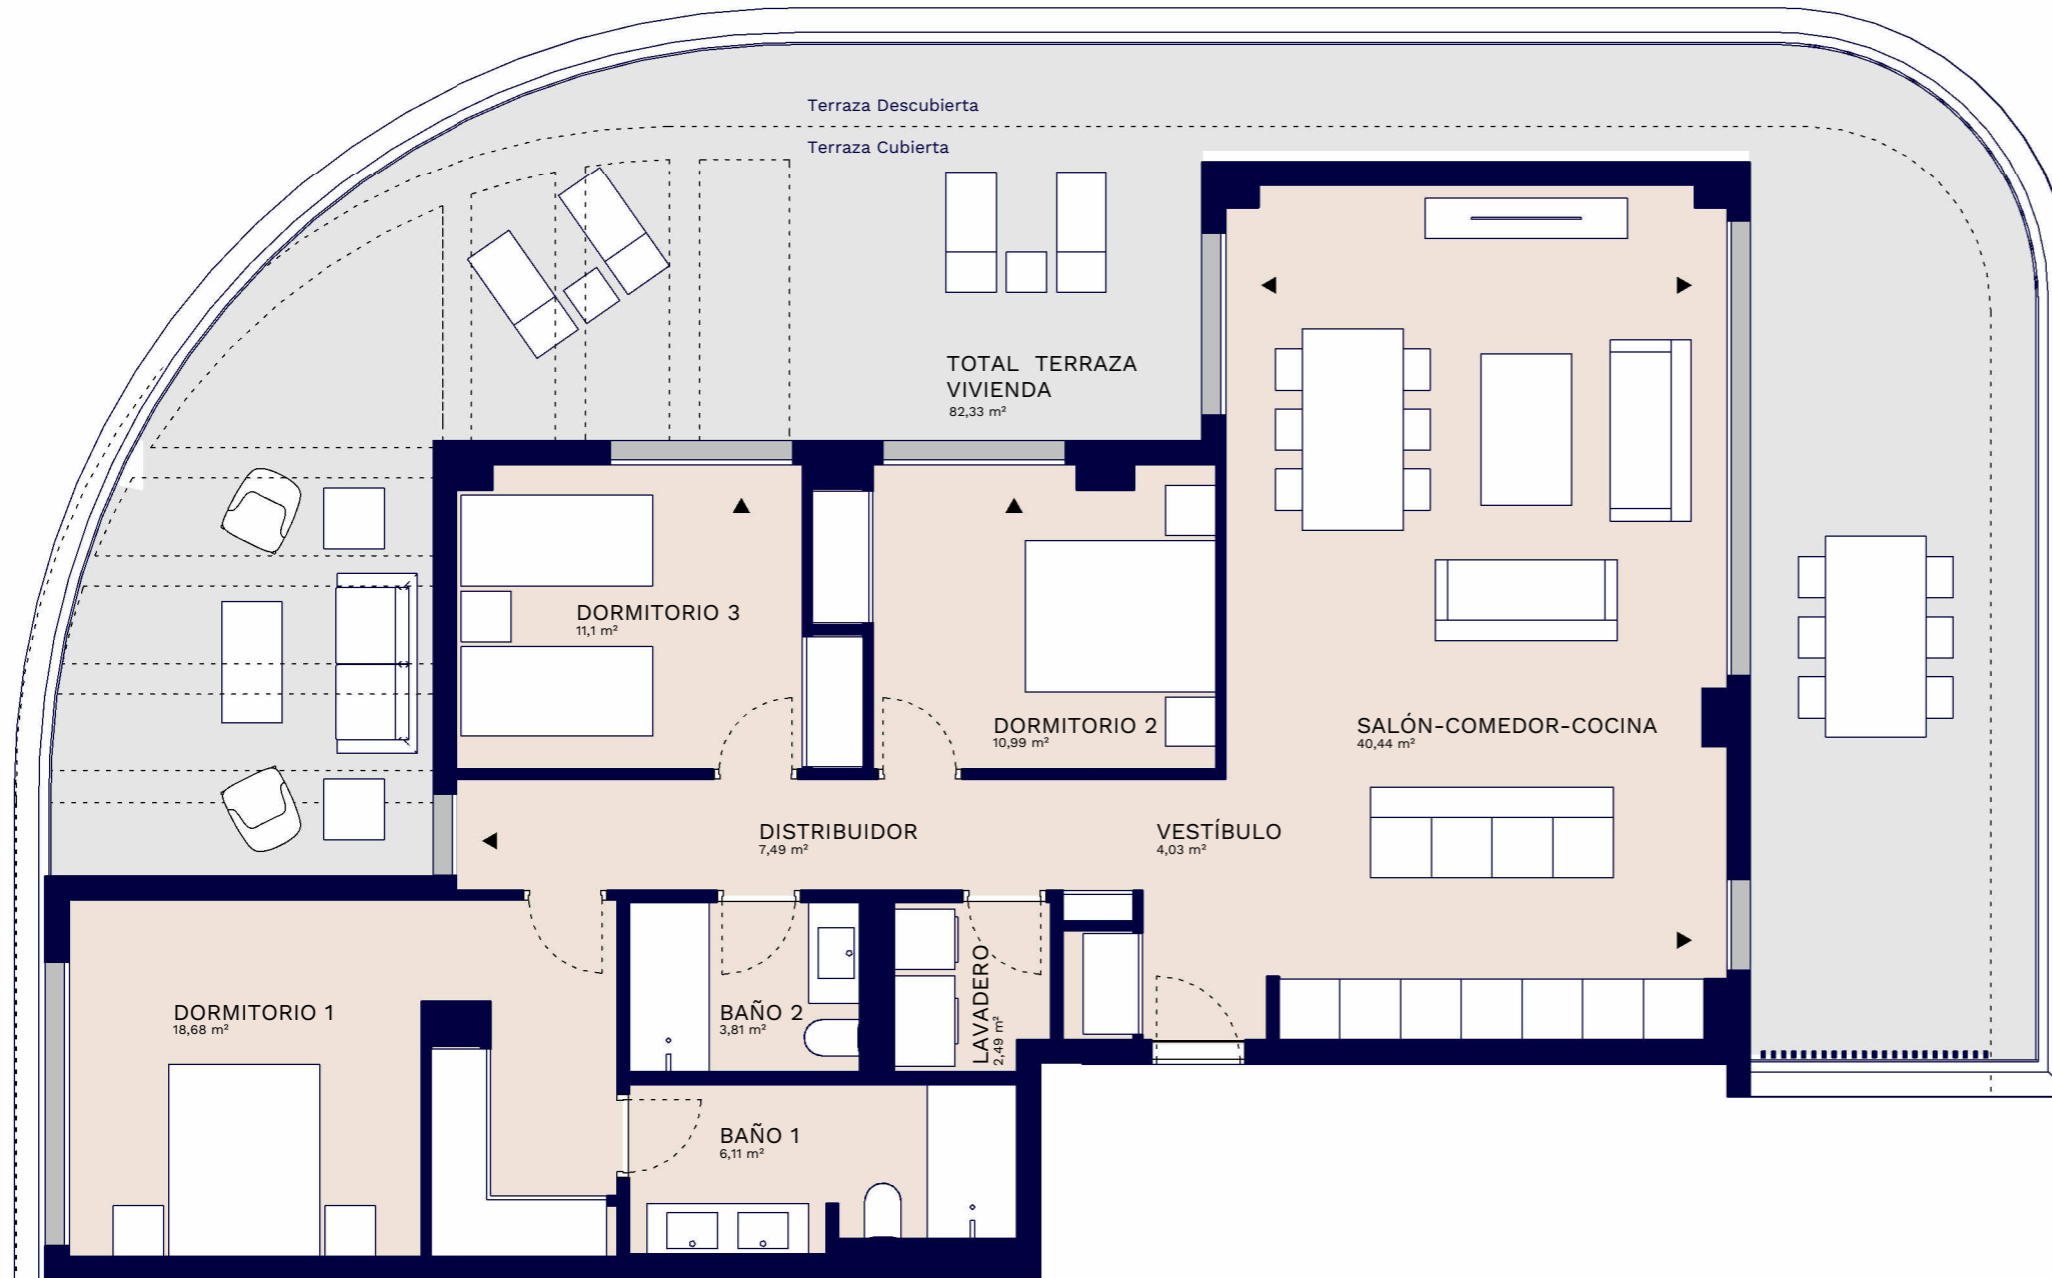 Terraza Descubierta
Terraza Cubierta
TOTAL TERRAZA
VIVIENDA
82,33 m²
DORMITORIO 3
11,1 m²
DORMITORIO 2
10,99 m²
SALÓN-COMEDOR-COCINA
40,44 m²
DISTRIBUIDOR
7,49 m²
VESTÍBULO
4,03 m²
DORMITORIO 1
18,68 m²
BAÑO 2
3,81 m²
LAVADERO
2,49 m²
BAÑO 1
6,11 m²